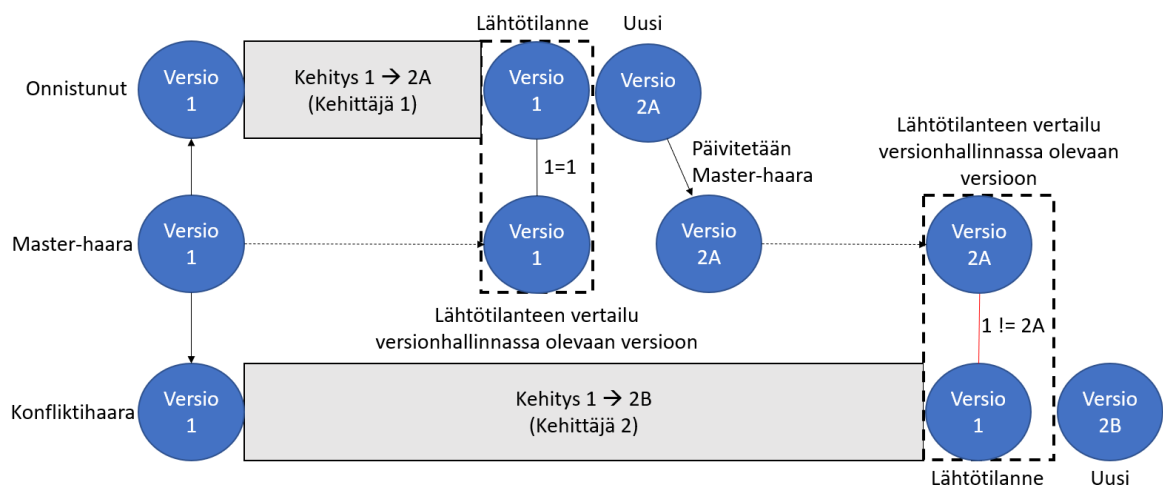 Lähtötilanne
Uusi
Onnistunut
Versio
1
Kehitys 1 → 2A
(Kehittäjä 1)
Versio
1
Versio
2A
1=1
Päivitetään
Master-haara
Lähtötilanteen vertailu
versionhallinnassa olevaan
versioon
Master-haara
Versio
1
Versio
1
Versio
2A
Versio
2A
Lähtötilanteen vertailu
versionhallinnassa olevaan versioon
1 != 2A
Konfliktihaara
Versio
1
Kehitys 1 → 2B
(Kehittäjä 2)
Versio
1
Versio
2B
Lähtötilanne
Uusi